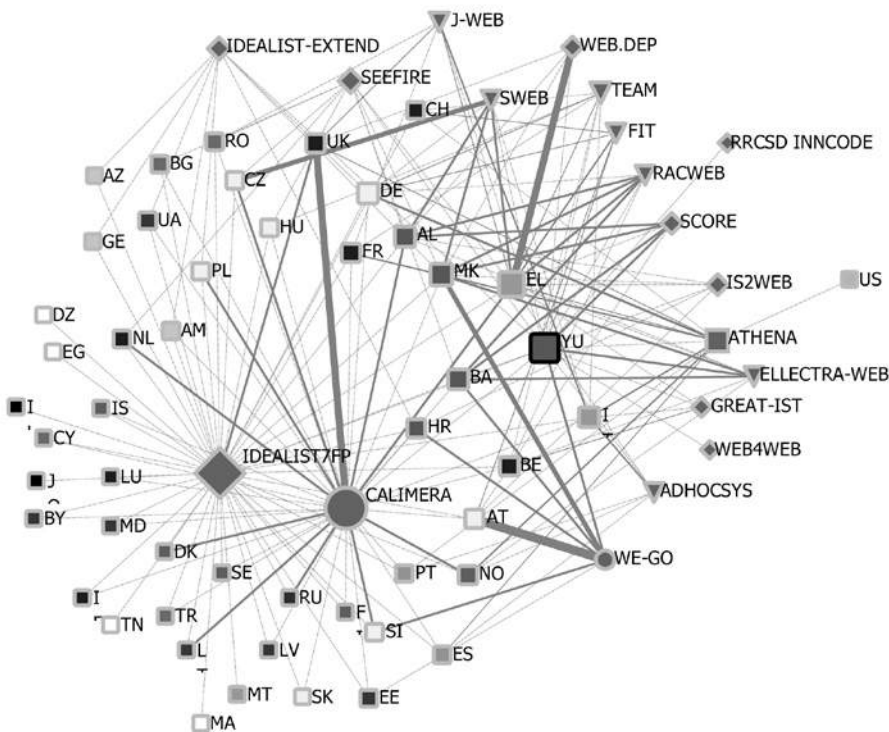 J-WEB
IDEALIST-EXTEND
WEB.DEP
SEEFIRE
TEAM
SWEB
CH
FIT
RO
UK
RRCSD INNCODE
BG
RACWEB
AZ
CZ
DE
UA
SCORE
HU
AL
GE
FR
PL
MK
EL
IS2WEB
US
DZ
NL
AM
YU
ATHENA
EG
BA
ELLECTRA-WEB
I
IS
I
GREAT-IST
CY
HR
WEB4WEB
IDEALIST7FP
BE
J
LU
CALIMERA
ADHOCSYS
BY
MD
AT
DK
WE-GO
SE
PT
NO
I
RU
TN
TR
F
SI
L
LV
ES
MT
SK
EE
MA